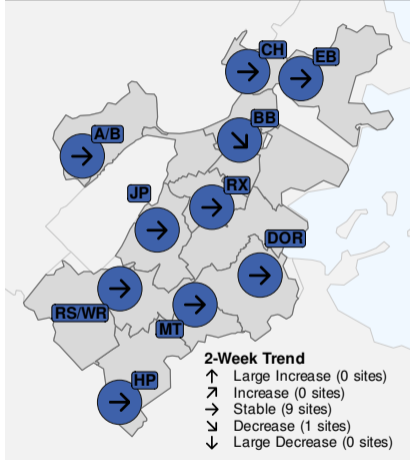 CH
EB
BB
A/B
JP
RX
DOR
RS/WR
MT
HP
2-Week Trend
↑ Large Increase (0 sites)
↗ Increase (0 sites)
→ Stable (9 sites)
↘ Decrease (1 sites)
↓ Large Decrease (0 sites)